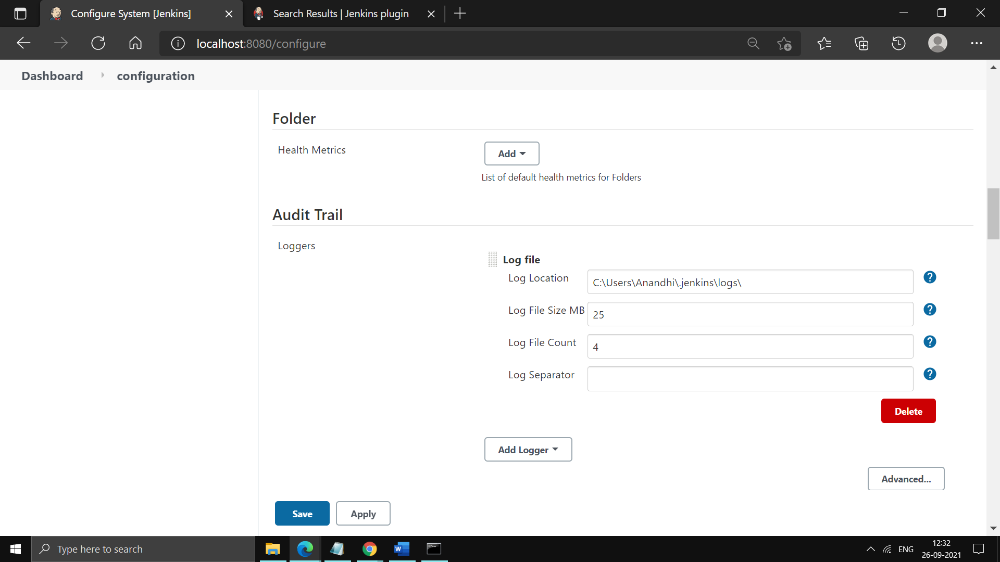 Configure System [Jenkins]
Search Results | Jenkins plugin
localhost:8080/configure
Dashboard
configuration
Folder
Health Metrics
Add
List of default health metrics for Folders
Audit Trail
Loggers
Log file
Log Location
C:\Users\Anandhi\.jenkins\logs\
?
Log File Size MB
25
?
Log File Count
4
?
Log Separator
?
Delete
Add Logger
Advanced...
Save
Apply
Type here to search
ENG
12:32
26-09-2021